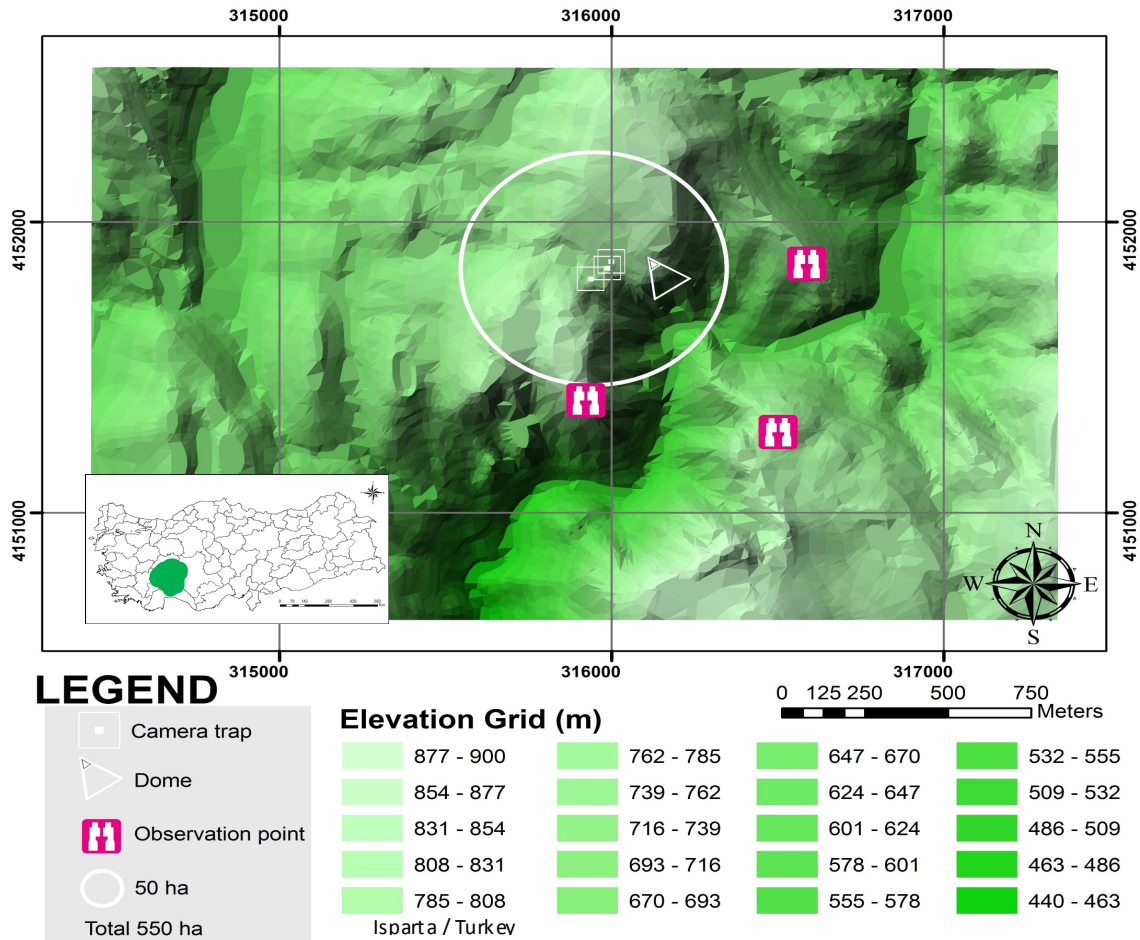 315000 316000 317000
4152000 4152000
4151000 4151000
N
W E
S
315000 316000 317000
LEGEND
Camera trap
Dome
Observation point
50 ha
Total 550 ha
0 125 250 500 750
Meters
Elevation Grid (m)
877 - 900 762 - 785 647 - 670 532 - 555
854 - 877 739 - 762 624 - 647 509 - 532
831 - 854 716 - 739 601 - 624 486 - 509
808 - 831 693 - 716 578 - 601 463 - 486
785 - 808 670 - 693 555 - 578 440 - 463
Isparta / Turkey